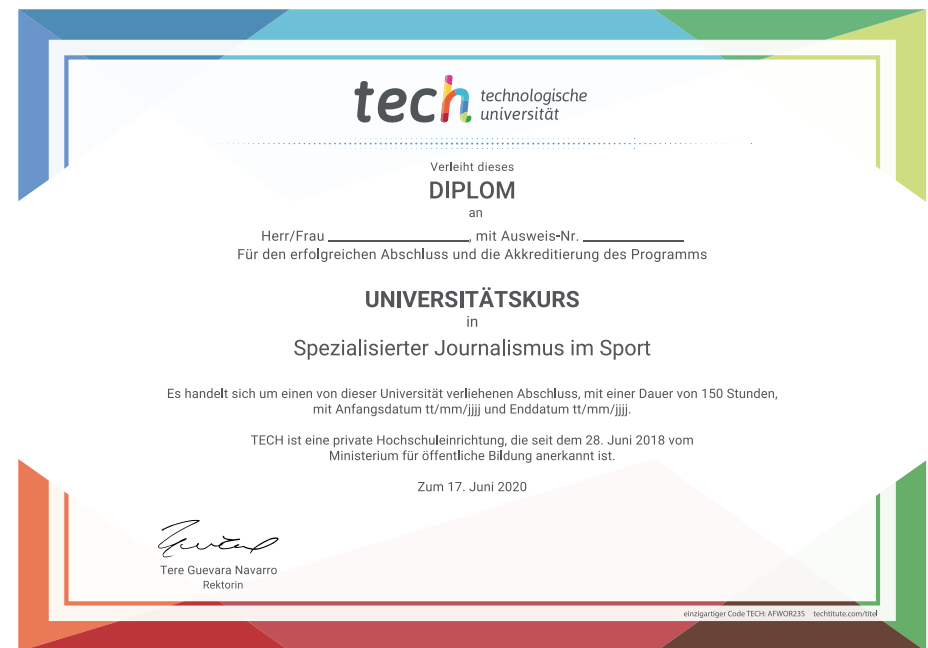 tech technologische
universität
Verleiht dieses
DIPLOM
an
Herr/Frau ____________________, mit Ausweis-Nr. ______________
Für den erfolgreichen Abschluss und die Akkreditierung des Programms
UNIVERSITÄTSKURS
in
Spezialisierter Journalismus im Sport
Es handelt sich um einen von dieser Universität verliehenen Abschluss, mit einer Dauer von 150 Stunden,
mit Anfangsdatum tt/mm/jjjj und Enddatum tt/mm/jjjj.
TECH ist eine private Hochschuleinrichtung, die seit dem 28. Juni 2018 vom
Ministerium für öffentliche Bildung anerkannt ist.
Zum 17. Juni 2020
Tere Guevara Navarro
Rektorin
einzigartiger Code TECH: AFWOR23S techtitute.com/titel